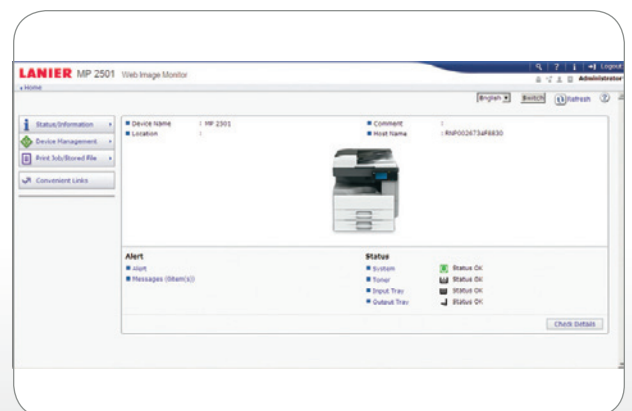 Logout
LANIER MP 2501 Web Image Monitor
Administrator
Home
English Switch Refresh
Status/Information
Device Management
Print Job/Stored File
Convenient Links
Device Name : MP 2501
Location :
Comment :
Host Name : RNP002673AF8830
Alert
Alert
Messages (0item(s))
Status
System Status OK
Toner Status OK
Input Tray Status OK
Output Tray Status OK
Check Details